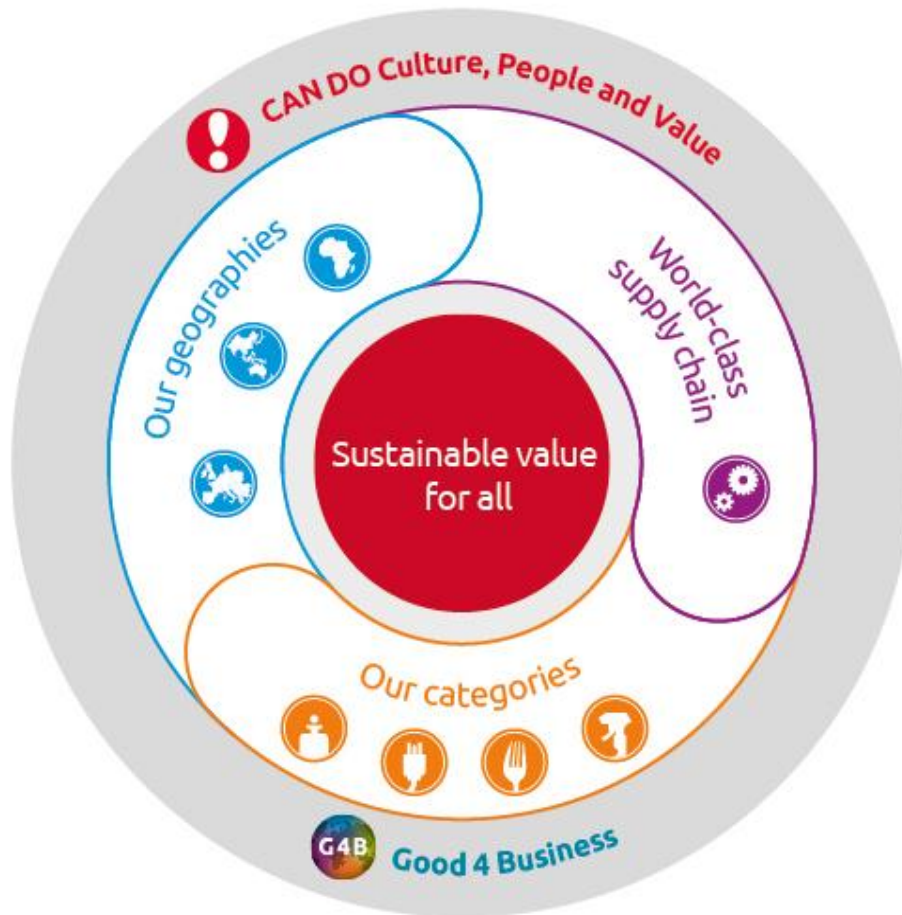 CAN DO Culture, People and Value
Our geographies
World-class
supply chain
Sustainable value
for all
Our categories
G4B
Good 4 Business